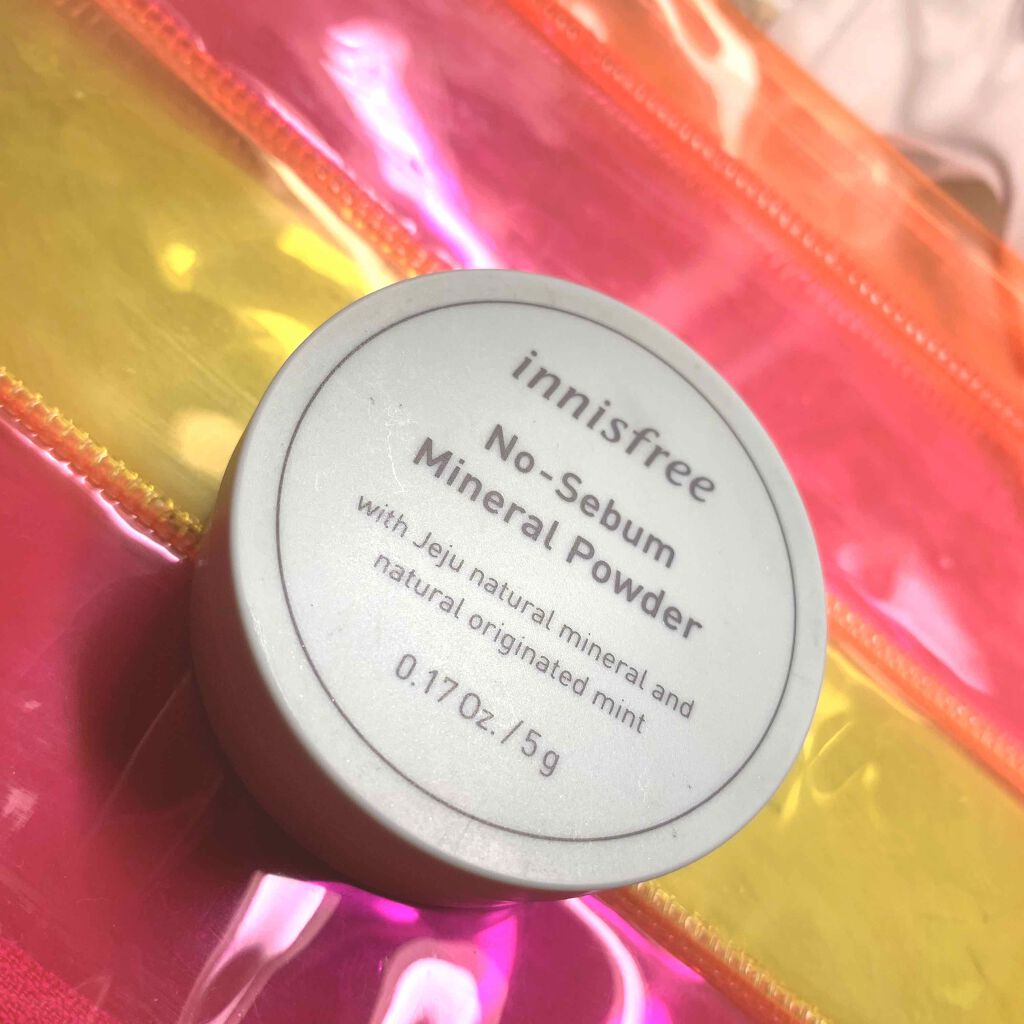 innisfree
No-Sebum
Mineral Powder
with Jeju natural mineral and
natural originated mint
0.17 Oz. / 5 g